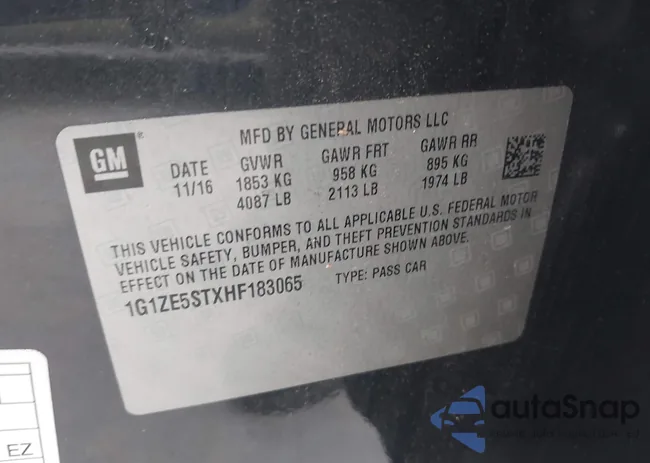 MFD BY GENERAL MOTORS LLC
GM
DATE GVWR GAWR FRT GAWR RR
11/16 1853 KG 958 KG 895 KG
4087 LB 2113 LB 1974 LB
THIS VEHICLE CONFORMS TO ALL APPLICABLE U.S. FEDERAL MOTOR
VEHICLE SAFETY, BUMPER, AND THEFT PREVENTION STANDARDS IN
EFFECT ON THE DATE OF MANUFACTURE SHOWN ABOVE.
1G1ZE5STXHF183065 TYPE: PASS CAR
EZ
autaSnap